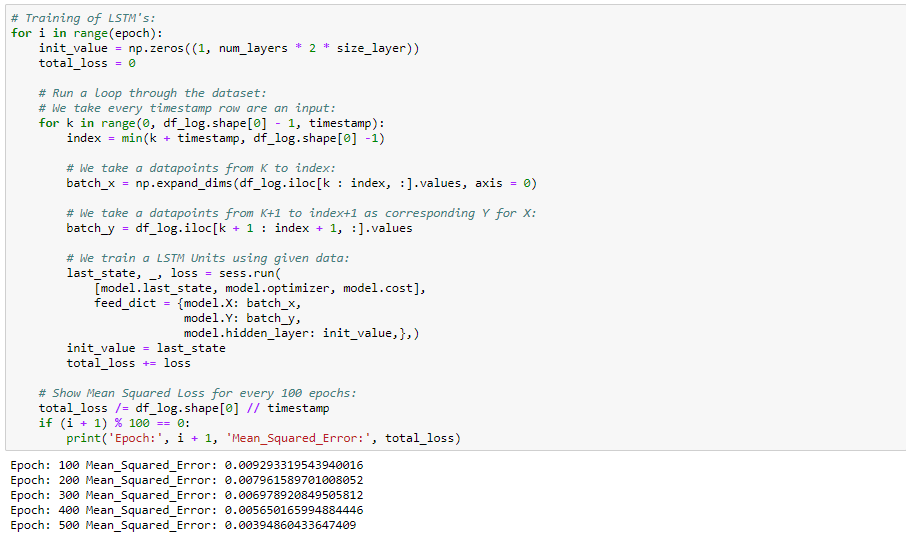 # Training of LSTM's:
for i in range(epoch):
    init_value = np.zeros((1, num_layers * 2 * size_layer))
    total_loss = 0

    # Run a loop through the dataset:
    # We take every timestamp row are an input:
    for k in range(0, df_log.shape[0] - 1, timestamp):
        index = min(k + timestamp, df_log.shape[0] -1)

        # We take a datapoints from K to index:
        batch_x = np.expand_dims(df_log.iloc[k : index, :].values, axis = 0)

        # We take a datapoints from K+1 to index+1 as corresponding Y for X:
        batch_y = df_log.iloc[k + 1 : index + 1, :].values

        # We train a LSTM Units using given data:
        last_state, _, loss = sess.run(
            [model.last_state, model.optimizer, model.cost],
            feed_dict = {model.X: batch_x,
                         model.Y: batch_y,
                         model.hidden_layer: init_value,},)
        init_value = last_state
        total_loss += loss

    # Show Mean Squared Loss for every 100 epochs:
    total_loss /= df_log.shape[0] // timestamp
    if (i + 1) % 100 == 0:
        print('Epoch:', i + 1, 'Mean_Squared_Error:', total_loss)

Epoch: 100 Mean_Squared_Error: 0.009293319543940016
Epoch: 200 Mean_Squared_Error: 0.007961589701008052
Epoch: 300 Mean_Squared_Error: 0.006978920849505812
Epoch: 400 Mean_Squared_Error: 0.005650165994884446
Epoch: 500 Mean_Squared_Error: 0.00394860433647409